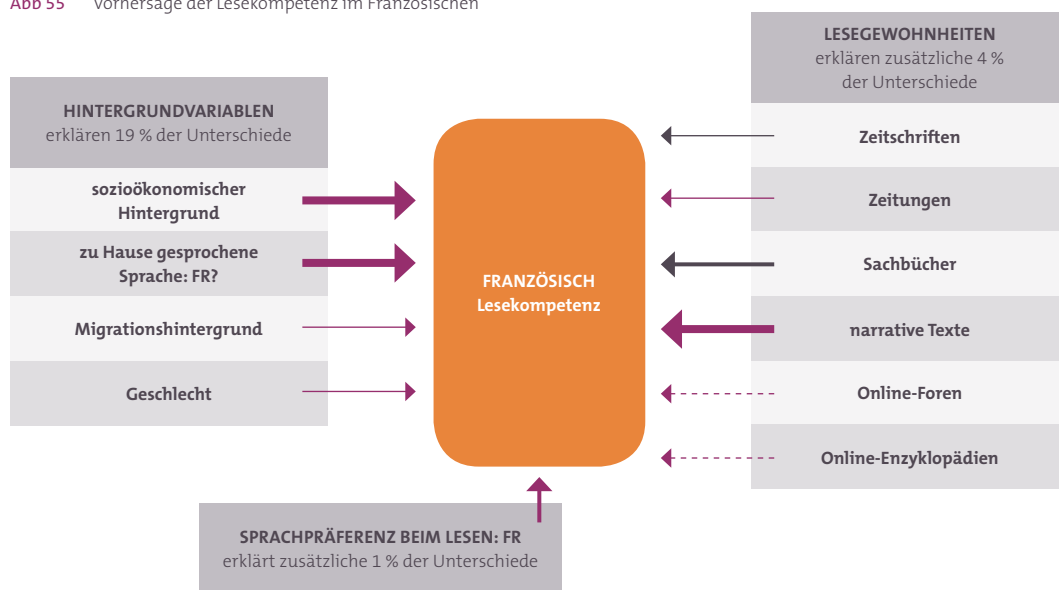 Abb 55 Vorhersage der Lesekompetenz im Französischen
LESEGEWOHNHEITEN
erklären zusätzliche 4 %
der Unterschiede
HINTERGRUNDVARIABLEN
erklären 19 % der Unterschiede
Zeitschriften
sozioökonomischer
Hintergrund
Zeitungen
zu Hause gesprochene
Sprache: FR?
Sachbücher
FRANZÖSISCH
Lesekompetenz
Migrationshintergrund
narrative Texte
Geschlecht
Online-Foren
Online-Enzyklopädien
SPRACHPRÄFERENZ BEIM LESEN: FR
erklärt zusätzliche 1 % der Unterschiede